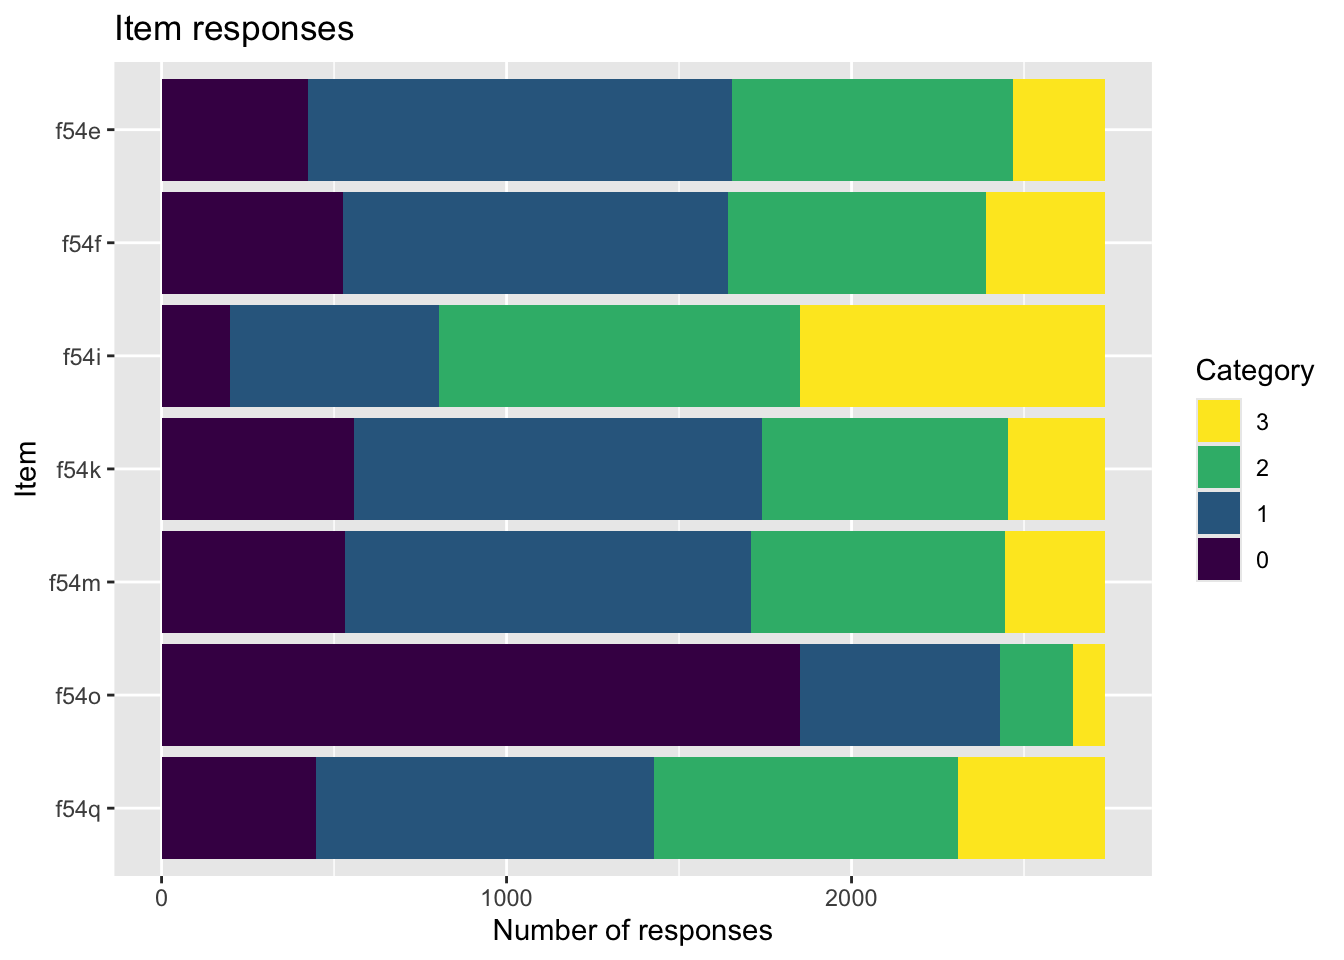 Item responses
f54e
f54f
f54i
f54k
f54m
f54o
f54q
Item
0
1000
2000
Number of responses
Category
3
2
1
0